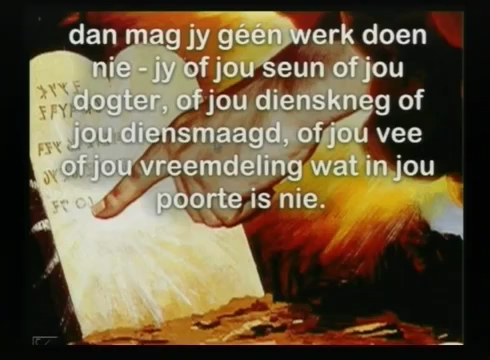 dan mag jy géén werk doen
nie - jy of jou seun of jou
dogter, of jou dienskneg of
jou diensmaagd, of jou vee
of jou vreemdeling wat in jou
poorte is nie.